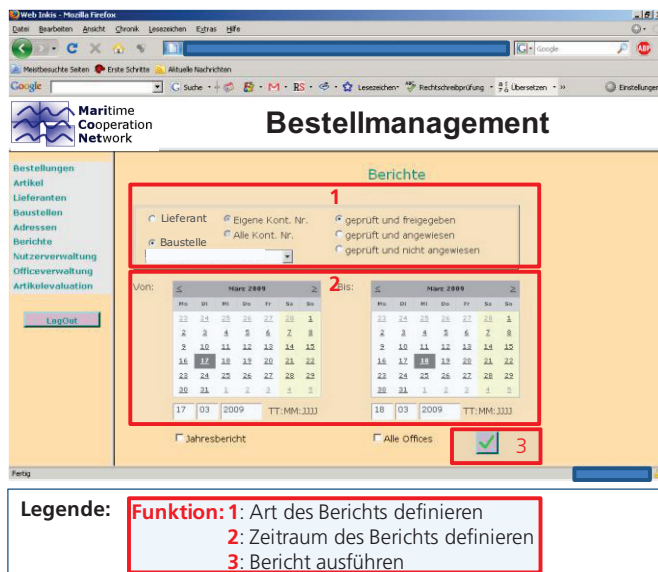 Web Inkis - Mozilla Firefox
Datei Bearbeiten Ansicht Chronik Lesezeichen Extras Hilfe
Google
ABP
Meistbesuchte Seiten Erste Schritte Aktuelle Nachrichten
Google Suche RS Lesezeichen Rechtschreibprüfung Übersetzen Einstellungen
Maritime
Cooperation
Network
Bestellmanagement
Bestellungen
Artikel
Lieferanten
Baustellen
Adressen
Berichte
Nutzerverwaltung
Officeverwaltung
Artikelevaluation
LogOut
Berichte
1
Lieferant Eigene Kont. Nr. geprüft und freigegeben
Baustelle Alle Kont. Nr. geprüft und angewiesen
geprüft und nicht angewiesen
2
Von:
< März 2009 >
Mo Di Mi Do Fr Sa So
23 24 25 26 27 28 1
2 3 4 5 6 7 8
9 10 11 12 13 14 15
16 17 18 19 20 21 22
23 24 25 26 27 28 29
30 31 1 2 3 4 5
17 03 2009 TT:MM:JJJJ
Bis:
< März 2009 >
Mo Di Mi Do Fr Sa So
23 24 25 26 27 28 1
2 3 4 5 6 7 8
9 10 11 12 13 14 15
16 17 18 19 20 21 22
23 24 25 26 27 28 29
30 31 1 2 3 4 5
18 03 2009 TT:MM:JJJJ
Jahresbericht Alle Offices 3
Fertig
Legende: Funktion: 1: Art des Berichts definieren
2: Zeitraum des Berichts definieren
3: Bericht ausführen